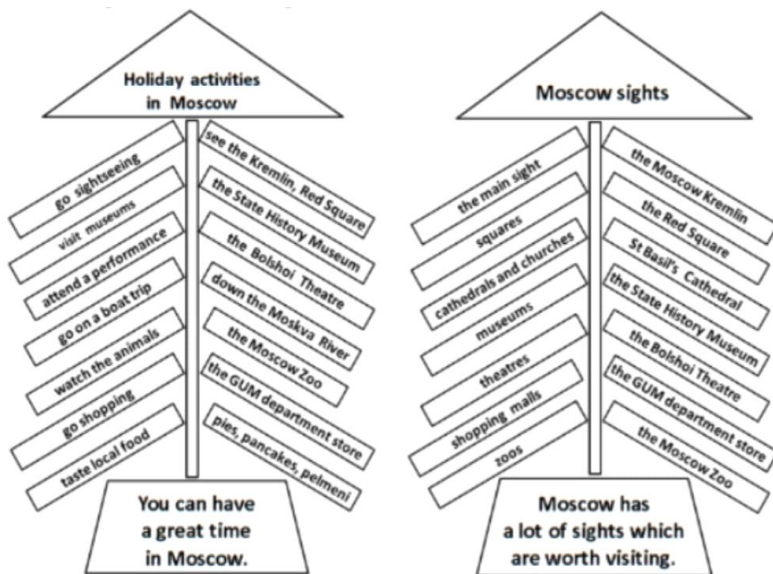 Holiday activities
in Moscow
go sightseeing
see the Kremlin, Red Square
visit museums
the State History Museum
attend a performance
the Bolshoi Theatre
go on a boat trip
down the Moskva River
watch the animals
the Moscow Zoo
go shopping
the GUM department store
taste local food
pies, pancakes, pelmeni
You can have
a great time
in Moscow.
Moscow sights
the main sight
the Moscow Kremlin
squares
the Red Square
cathedrals and churches
St Basil's Cathedral
museums
the State History Museum
theatres
the Bolshoi Theatre
shopping malls
the GUM department store
zoos
the Moscow Zoo
Moscow has
a lot of sights which
are worth visiting.